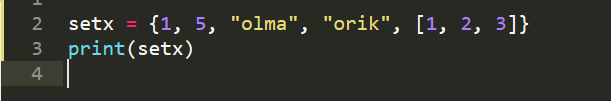 2 setx = {1, 5, "olma", "orik", [1, 2, 3]}
3 print(setx)
4